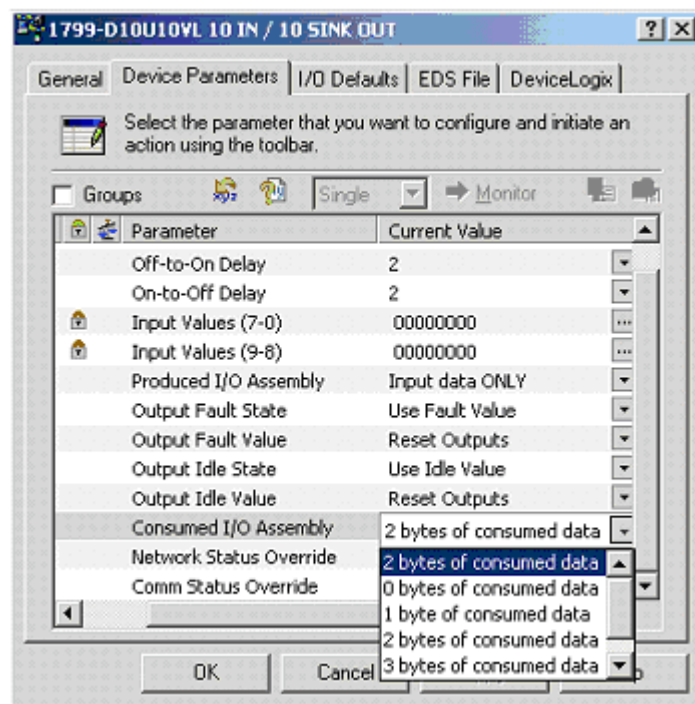 1799-D10U10VL 10 IN / 10 SINK OUT
General Device Parameters I/O Defaults EDS File DeviceLogix
Select the parameter that you want to configure and initiate an
action using the toolbar.
Groups Single Monitor
Parameter Current Value
Off-to-On Delay 2
On-to-Off Delay 2
Input Values (7-0) 00000000
Input Values (9-8) 00000000
Produced I/O Assembly Input data ONLY
Output Fault State Use Fault Value
Output Fault Value Reset Outputs
Output Idle State Use Idle Value
Output Idle Value Reset Outputs
Consumed I/O Assembly 2 bytes of consumed data
Network Status Override 2 bytes of consumed data
Comm Status Override 0 bytes of consumed data
1 byte of consumed data
2 bytes of consumed data
3 bytes of consumed data
OK Cancel